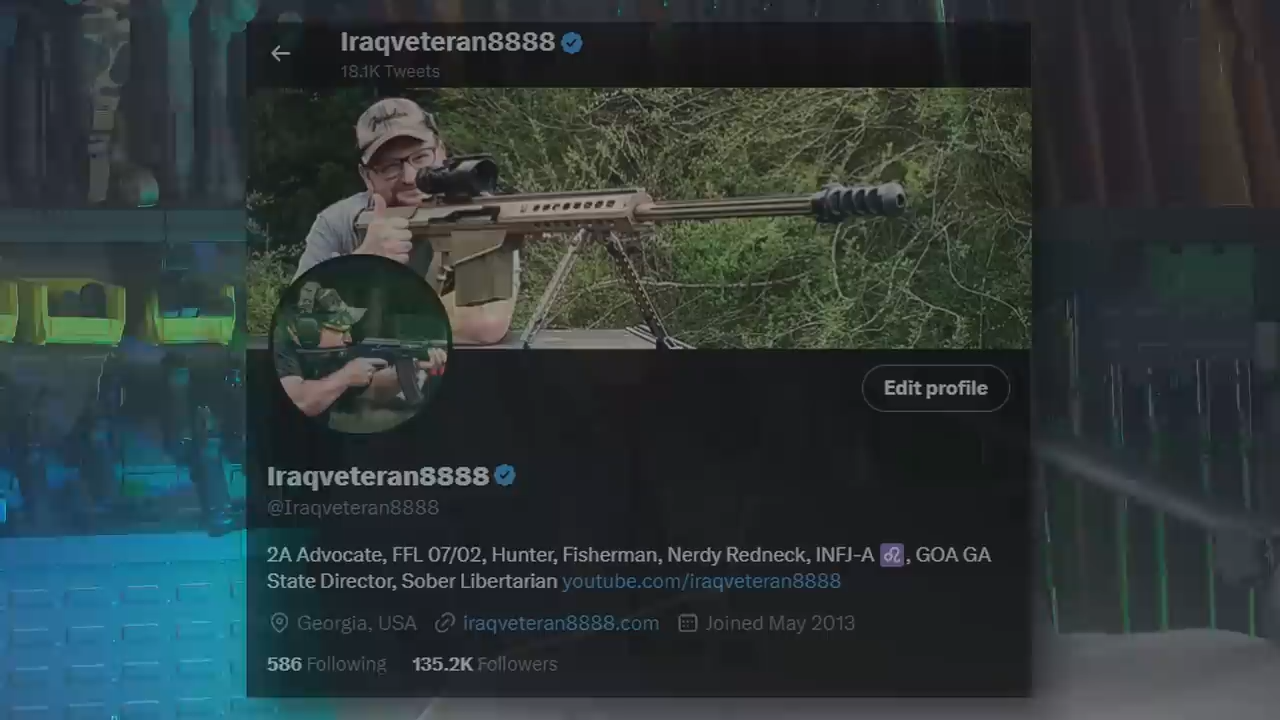 Iraqveteran8888
18.1K Tweets
Edit profile
Iraqveteran8888
@Iraqveteran8888
2A Advocate, FFL 07/02, Hunter, Fisherman, Nerdy Redneck, INFJ-A ♌, GOA GA
State Director, Sober Libertarian youtube.com/iraqveteran8888
Georgia, USA iraqveteran8888.com Joined May 2013
586 Following 135.2K Followers